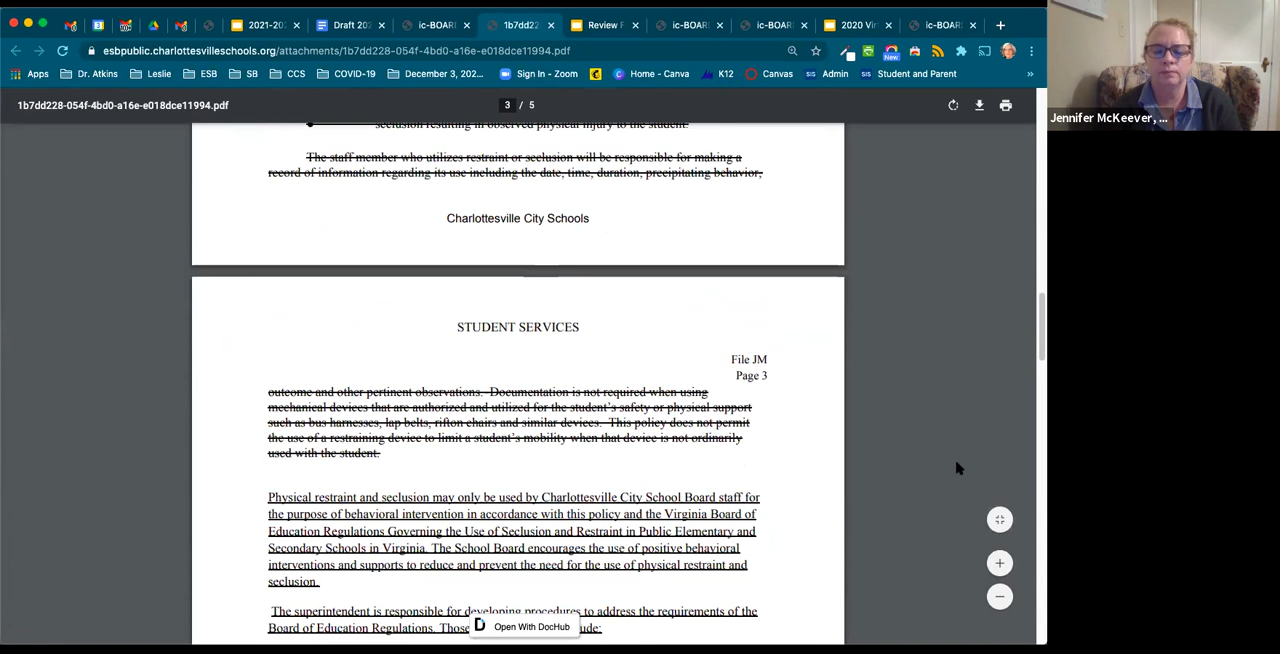 2021-20
Draft 202
ic-BOARD
1b7dd22
Review F
ic-BOARD
ic-BOARD
2020 Vir
ic-BOARD
esbpublic.charlottesvilleschools.org/attachments/1b7dd228-054f-4bd0-a16e-e018dce11994.pdf
New
Apps
Dr. Atkins
Leslie
ESB
SB
CCS
COVID-19
December 3, 202...
Sign In - Zoom
Home - Canva
K12
Canvas
SIS Admin
SIS Student and Parent
»
1b7dd228-054f-4bd0-a16e-e018dce11994.pdf
3 / 5
Jennifer McKeever, ...
seclusion resulting in observed physical injury to the student.
The staff member who utilizes restraint or seclusion will be responsible for making a
record of information regarding its use including the date, time, duration, precipitating behavior,
Charlottesville City Schools
STUDENT SERVICES
File JM
Page 3
outcome and other pertinent observations. Documentation is not required when using
mechanical devices that are authorized and utilized for the student's safety or physical support
such as bus harnesses, lap belts, rifton chairs and similar devices. This policy does not permit
the use of a restraining device to limit a student's mobility when that device is not ordinarily
used with the student.
Physical restraint and seclusion may only be used by Charlottesville City School Board staff for
the purpose of behavioral intervention in accordance with this policy and the Virginia Board of
Education Regulations Governing the Use of Seclusion and Restraint in Public Elementary and
Secondary Schools in Virginia. The School Board encourages the use of positive behavioral
interventions and supports to reduce and prevent the need for the use of physical restraint and
seclusion.
The superintendent is responsible for developing procedures to address the requirements of the
Board of Education Regulations. Those
ude:
Open With DocHub